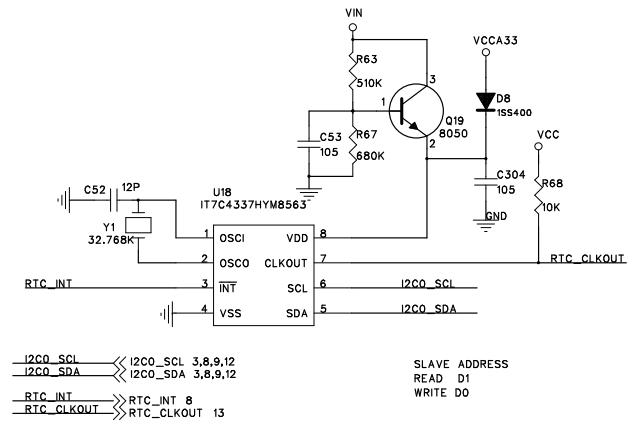 VIN
R63
510K
VCCA33
3
1
Q19
8050
2
D8
1SS400
C53
105
R67
680K
VCC
C304
105
R68
10K
GND
C52
12P
U18
IT7C4337HYM8563
Y1
32.768K
1 OSCI
VDD 8
2 OSCO
CLKOUT 7
RTC_CLKOUT
RTC_INT
3 INT
SCL 6
I2C0_SCL
4 VSS
SDA 5
I2C0_SDA
I2C0_SCL I2C0_SCL 3,8,9,12
I2C0_SDA I2C0_SDA 3,8,9,12
RTC_INT RTC_INT 8
RTC_CLKOUT RTC_CLKOUT 13
SLAVE ADDRESS
READ D1
WRITE D0